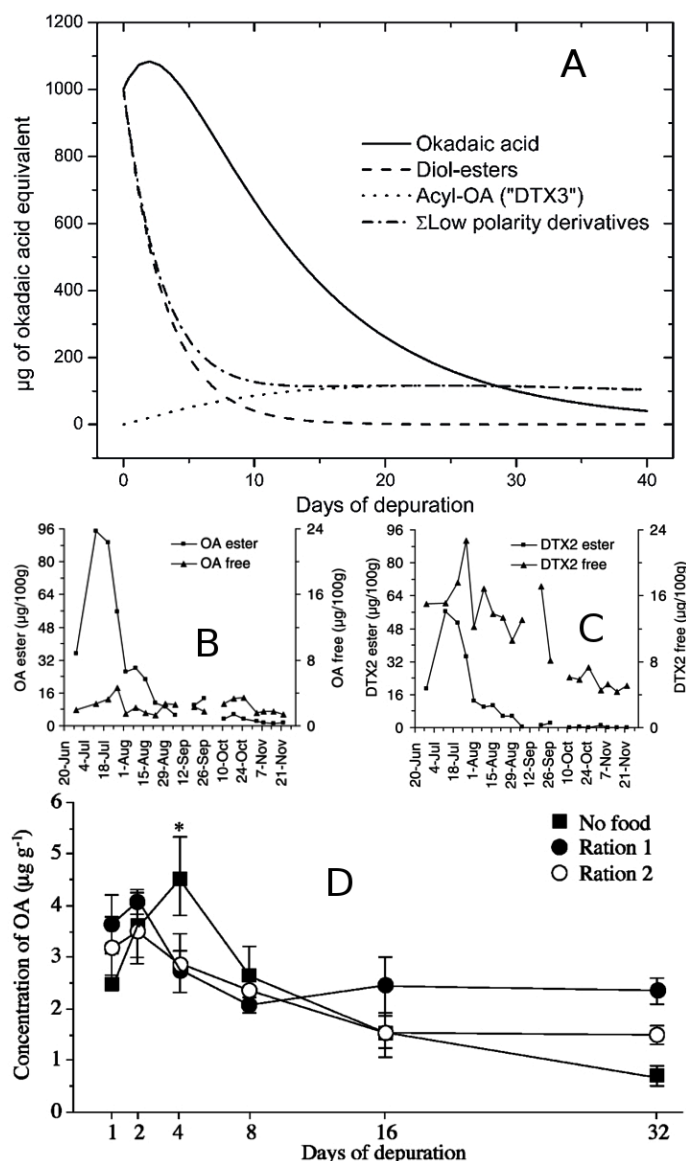 A
1200
1000
800
600
400
200
0
µg of okadaic acid equivalent
Okadaic acid
Diol-esters
Acyl-OA ("DTX3")
ΣLow polarity derivatives
0 10 20 30 40
Days of depuration
B
OA ester
OA free
OA ester (µg/100g)
96
80
64
48
32
16
0
OA free (µg/100g)
24
20
16
12
8
4
0
20-Jun
4-Jul
18-Jul
1-Aug
15-Aug
29-Aug
12-Sep
26-Sep
10-Oct
24-Oct
7-Nov
21-Nov
C
DTX2 ester
DTX2 free
DTX2 ester (µg/100g)
96
80
64
48
32
16
0
DTX2 free (µg/100g)
24
20
16
12
8
4
0
20-Jun
4-Jul
18-Jul
1-Aug
15-Aug
29-Aug
12-Sep
26-Sep
10-Oct
24-Oct
7-Nov
21-Nov
D
No food
Ration 1
Ration 2
*
Concentration of OA (µg g⁻¹)
6
5
4
3
2
1
0
1 2 4 8 16 32
Days of depuration